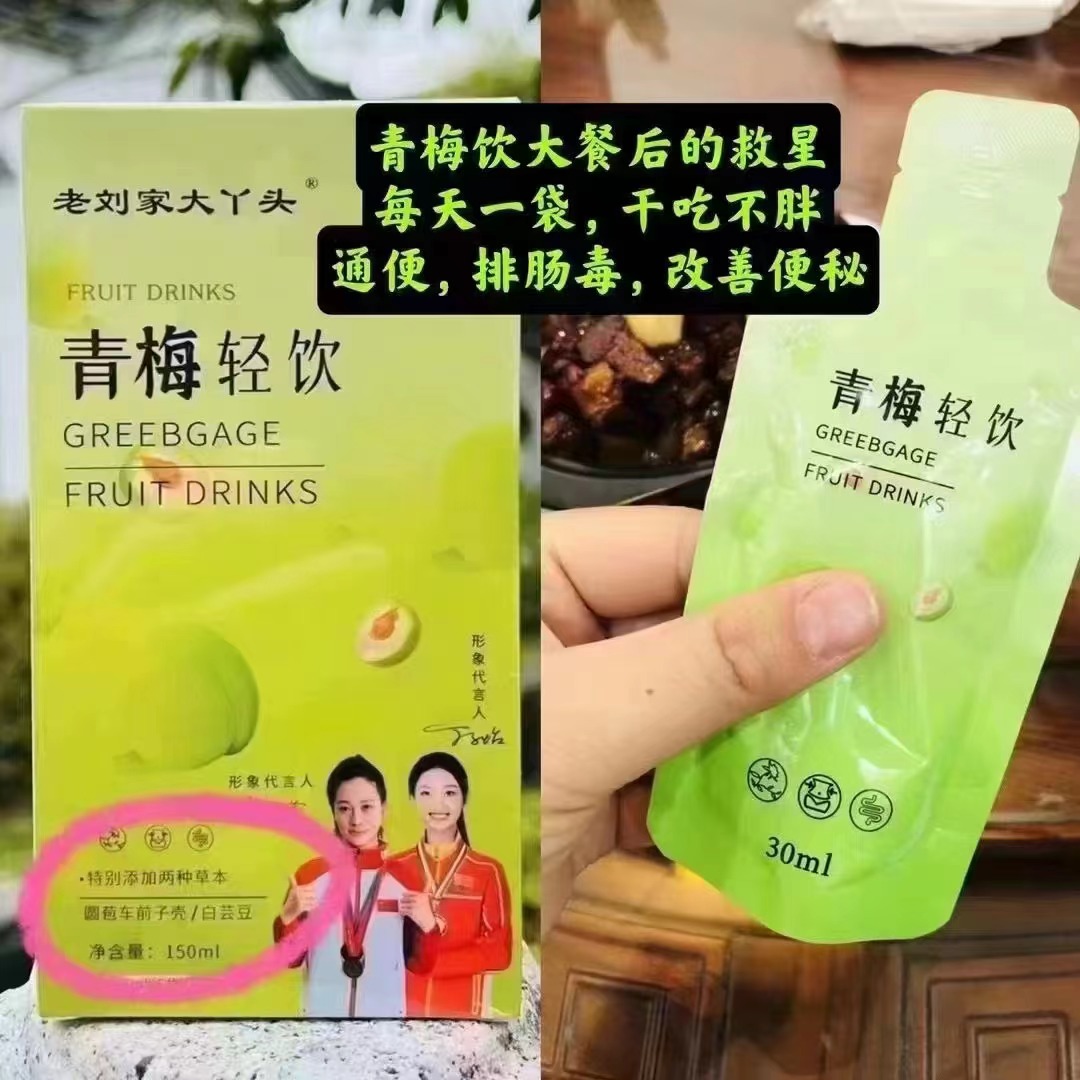 青梅饮大餐后的救星
每天一袋，干吃不胖
通便，排肠毒，改善便秘
老刘家大丫头®
FRUIT DRINKS
青梅轻饮
GREEBGAGE
FRUIT DRINKS
形象代言人
形象代言人
·特别添加两种草本
圆苞车前子壳/白芸豆
净含量：150ml
青梅轻饮
GREEBGAGE
FRUIT DRINKS
30ml